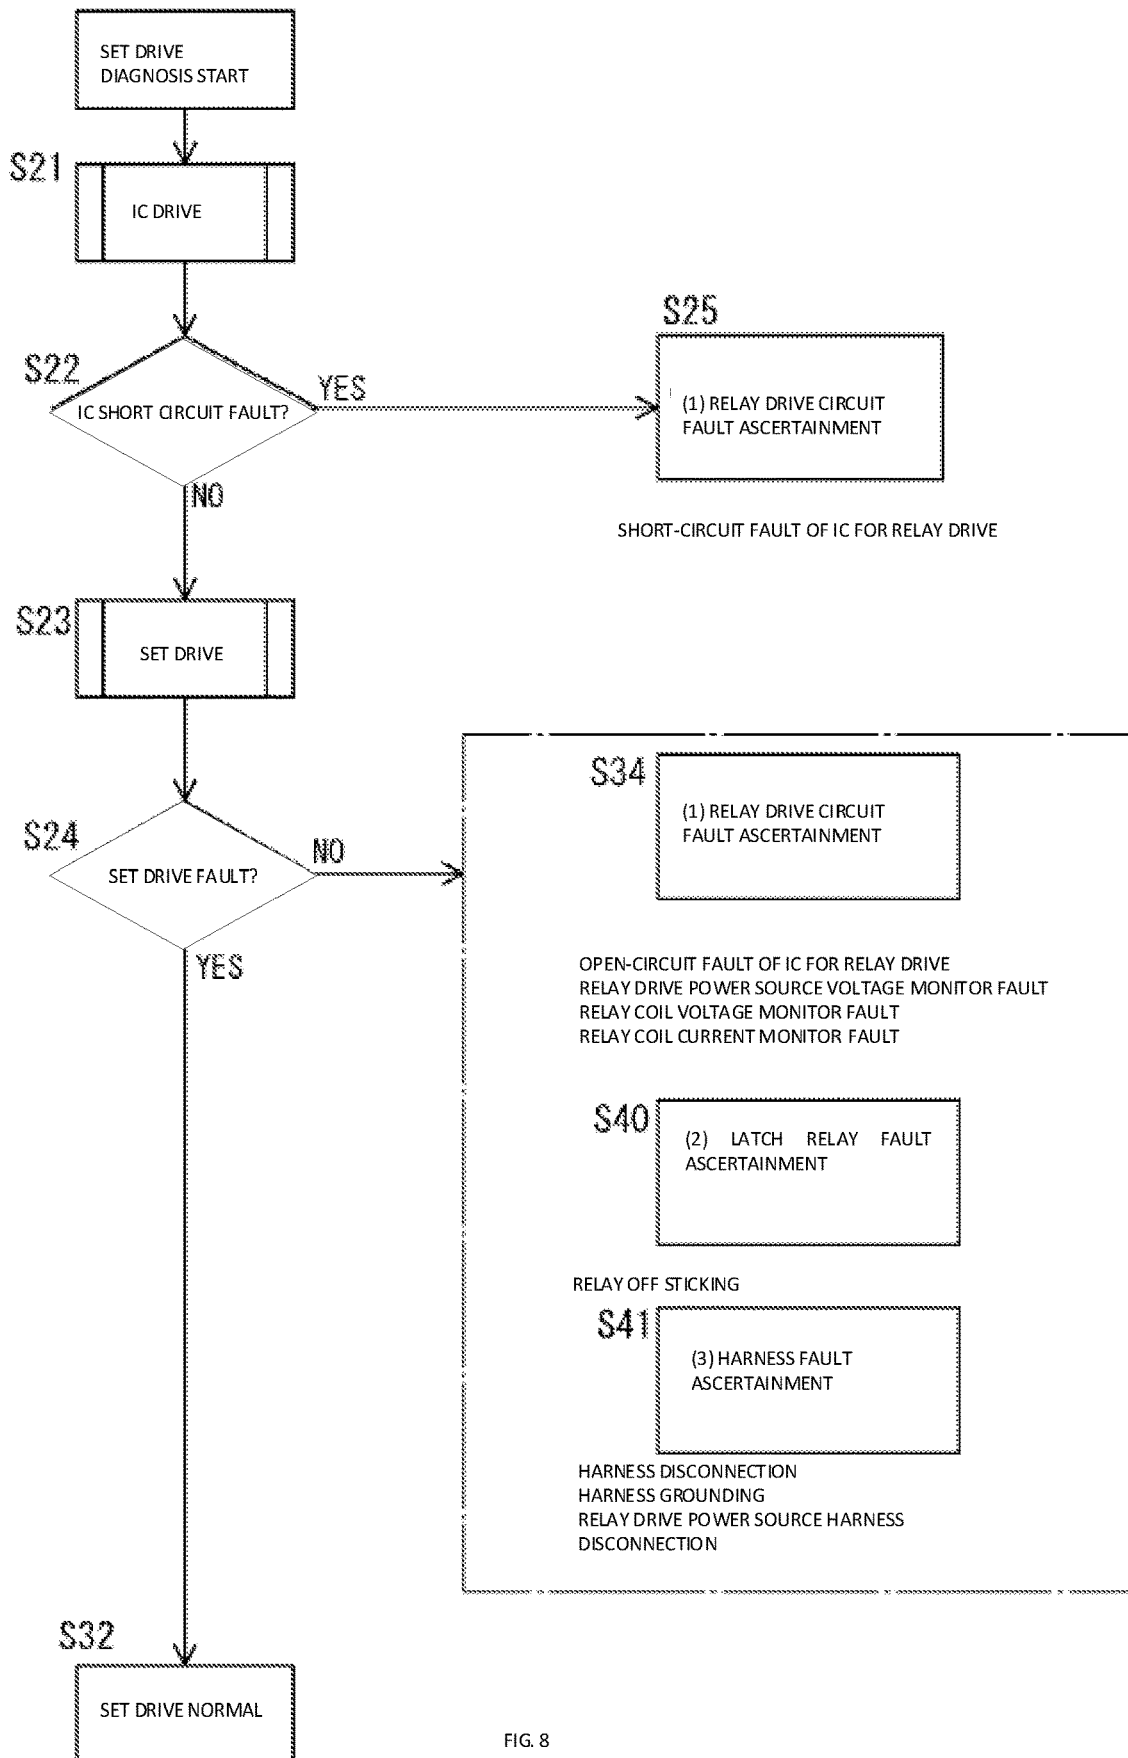 SET DRIVE
DIAGNOSIS START
S21
IC DRIVE
S22
IC SHORT CIRCUIT FAULT?
YES
S25
(1) RELAY DRIVE CIRCUIT
FAULT ASCERTAINMENT
SHORT-CIRCUIT FAULT OF IC FOR RELAY DRIVE
NO
S23
SET DRIVE
S24
SET DRIVE FAULT?
NO
YES
S34
(1) RELAY DRIVE CIRCUIT
FAULT ASCERTAINMENT
OPEN-CIRCUIT FAULT OF IC FOR RELAY DRIVE
RELAY DRIVE POWER SOURCE VOLTAGE MONITOR FAULT
RELAY COIL VOLTAGE MONITOR FAULT
RELAY COIL CURRENT MONITOR FAULT
S40
(2) LATCH RELAY FAULT
ASCERTAINMENT
RELAY OFF STICKING
S41
(3) HARNESS FAULT
ASCERTAINMENT
HARNESS DISCONNECTION
HARNESS GROUNDING
RELAY DRIVE POWER SOURCE HARNESS
DISCONNECTION
S32
SET DRIVE NORMAL
FIG. 8